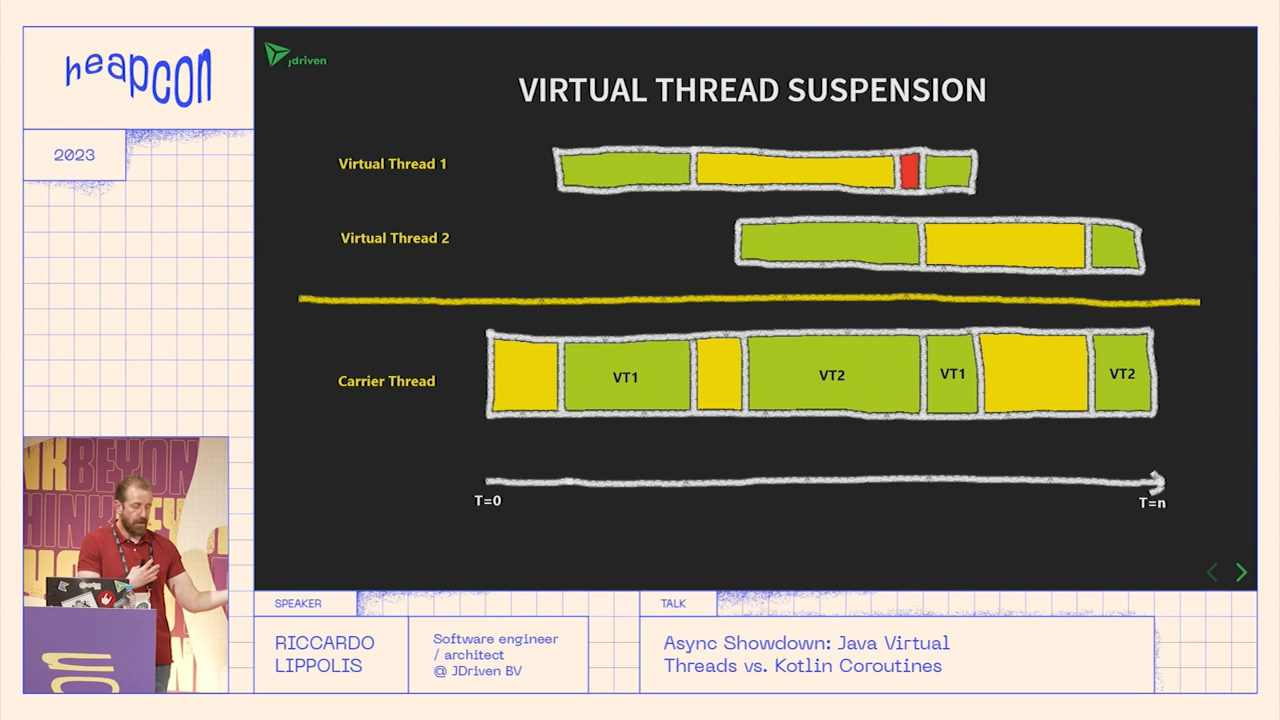 heapcon
2023
jdriven
VIRTUAL THREAD SUSPENSION
Virtual Thread 1
Virtual Thread 2
Carrier Thread
VT1
VT2
VT1
VT2
T=0
T=n
SPEAKER
RICCARDO
LIPPOLIS
Software engineer
/ architect
@ JDriven BV
TALK
Async Showdown: Java Virtual
Threads vs. Kotlin Coroutines